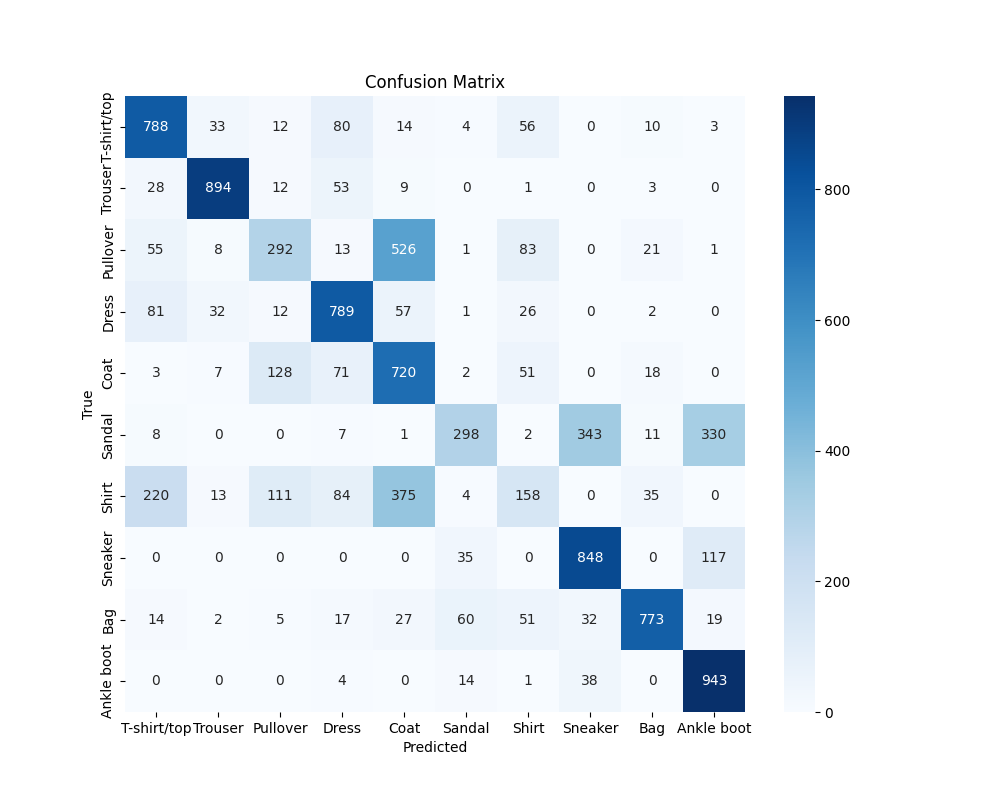 Confusion Matrix
True
T-shirt/top 788 33 12 80 14 4 56 0 10 3
Trouser 28 894 12 53 9 0 1 0 3 0
Pullover 55 8 292 13 526 1 83 0 21 1
Dress 81 32 12 789 57 1 26 0 2 0
Coat 3 7 128 71 720 2 51 0 18 0
Sandal 8 0 0 7 1 298 2 343 11 330
Shirt 220 13 111 84 375 4 158 0 35 0
Sneaker 0 0 0 0 0 35 0 848 0 117
Bag 14 2 5 17 27 60 51 32 773 19
Ankle boot 0 0 0 4 0 14 1 38 0 943
T-shirt/top Trouser Pullover Dress Coat Sandal Shirt Sneaker Bag Ankle boot
Predicted
800
600
400
200
0